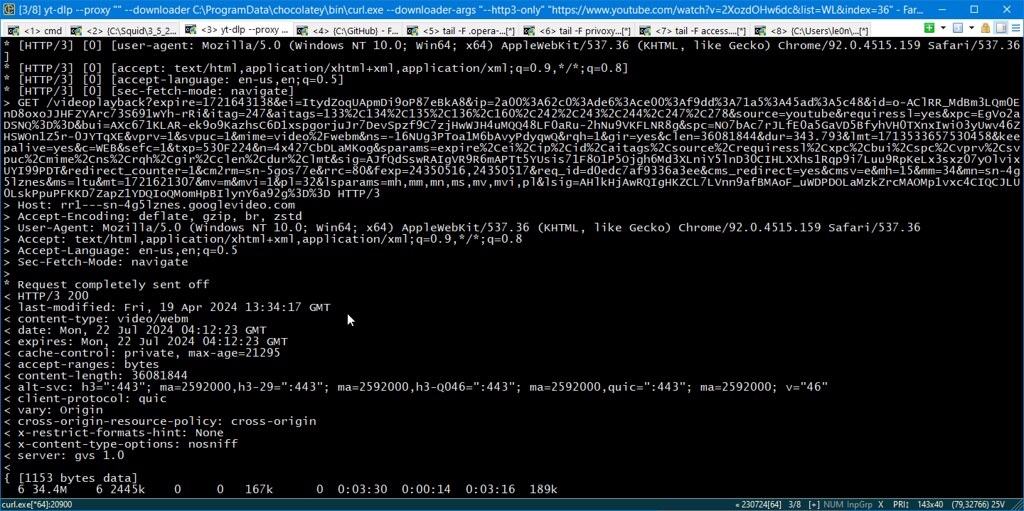 [3/8] yt-dlp --proxy "" --downloader C:\ProgramData\chocolatey\bin\curl.exe --downloader-args "--http3-only" "https://www.youtube.com/watch?v=2XozdOHw6dc&list=WL&index=36" - Far...
<1> cmd <2> {C:\Squid\3_5_2... <3> yt-dlp --proxy ... <4> {C:\GitHub} - F... <5> tail -F .opera-...[*] <6> tail -F privoxy....[*] <7> tail -F access....[*] <8> {C:\Users\le0n\...[*]
* [HTTP/3] [0] [user-agent: Mozilla/5.0 (Windows NT 10.0; Win64; x64) AppleWebKit/537.36 (KHTML, like Gecko) Chrome/92.0.4515.159 Safari/537.36
]
* [HTTP/3] [0] [accept: text/html,application/xhtml+xml,application/xml;q=0.9,*/*;q=0.8]
* [HTTP/3] [0] [accept-language: en-us,en;q=0.5]
* [HTTP/3] [0] [sec-fetch-mode: navigate]
> GET /videoplayback?expire=1721643138&ei=ItydZoqUApmDi9oP87eBkA8&ip=2a00%3A62c0%3Ade6%3Ace00%3Af9dd%3A71a5%3A45ad%3A5c48&id=o-AClRR_MdBm3LQmOE
nD8oxoJJHFZYArc73S691wYh-rRi&itag=247&aitags=133%2C134%2C135%2C136%2C160%2C242%2C243%2C244%2C247%2C278&source=youtube&requiressl=yes&xpc=EgVo2a
DSNQ%3D%3D&bui=AXc671KLAR-ek9o9KazhsC6D1xspgorjuJr7DevSpzf9C7zjHwWJH4uMQQ48LF0aRu-2hNu9VKFLNR8g&spc=NO7bAc7rJLfE0a5GaVD5BfyhVH0TXnxIwiO3yUwv46Z
HSWOnlZ5r-0JYTqXE&vprv=1&svpuc=1&mime=video%2Fwebm&ns=-16NUg3PToa1M6bAvyPdyqwQ&rqh=1&gir=yes&clen=36081844&dur=343.793&lmt=1713533657530458&kee
palive=yes&c=WEB&sefc=1&txp=530F224&n=4x427CbDLaMKog&sparams=expire%2Cei%2Cip%2Cid%2Caitags%2Csource%2Crequiressl%2Cxpc%2Cbui%2Cspc%2Cvprv%2Csv
puc%2Cmime%2Cns%2Crqh%2Cgir%2Cclen%2Cdur%2Clmt&sig=AJfQdSswRAIgVR9R6mAPTt5YUsis71F8O1P5Ojgh6Md3XLniY5lnD3OCIHLXXhs1Rqp9i7Luu9RpKeLx3sxz07yOlvix
UYI99PDT&redirect_counter=1&cm2rm=sn-5gos77e&rrc=80&fexp=24350516,24350517&req_id=d0edc7af9336a3ee&cms_redirect=yes&cmsv=e&mh=15&mm=34&mn=sn-4g
5lznes&ms=ltu&mt=1721621307&mv=m&mvi=1&pl=32&lsparams=mh,mm,mn,ms,mv,mvi,pl&lsig=AHlkHjAwRQIgHKZCL7LVnn9afBMAoF_uWDPDOLaMzkZrcMAOMp1vxc4CIQCJLU
OLskPpuPFKKD7ZapZlYDQIoQMomHpBIlynY6a92g%3D%3D HTTP/3
> Host: rr1---sn-4g5lznes.googlevideo.com
> Accept-Encoding: deflate, gzip, br, zstd
> User-Agent: Mozilla/5.0 (Windows NT 10.0; Win64; x64) AppleWebKit/537.36 (KHTML, like Gecko) Chrome/92.0.4515.159 Safari/537.36
> Accept: text/html,application/xhtml+xml,application/xml;q=0.9,*/*;q=0.8
> Accept-Language: en-us,en;q=0.5
> Sec-Fetch-Mode: navigate
>
* Request completely sent off
< HTTP/3 200
< last-modified: Fri, 19 Apr 2024 13:34:17 GMT
< content-type: video/webm
< date: Mon, 22 Jul 2024 04:12:23 GMT
< expires: Mon, 22 Jul 2024 04:12:23 GMT
< cache-control: private, max-age=21295
< accept-ranges: bytes
< content-length: 36081844
< alt-svc: h3=":443"; ma=2592000,h3-29=":443"; ma=2592000,h3-Q046=":443"; ma=2592000,quic=":443"; ma=2592000; v="46"
< client-protocol: quic
< vary: Origin
< cross-origin-resource-policy: cross-origin
< x-restrict-formats-hint: None
< x-content-type-options: nosniff
< server: gvs 1.0
<
{ [1153 bytes data]
6 34.4M 6 2445k 0 0 167k 0 0:03:30 0:00:14 0:03:16 189k
curl.exe[*64]:20900 « 230724[64] 3/8 [+] NUM InpGrp X PRI↕ 143x40 (79,32766) 25V